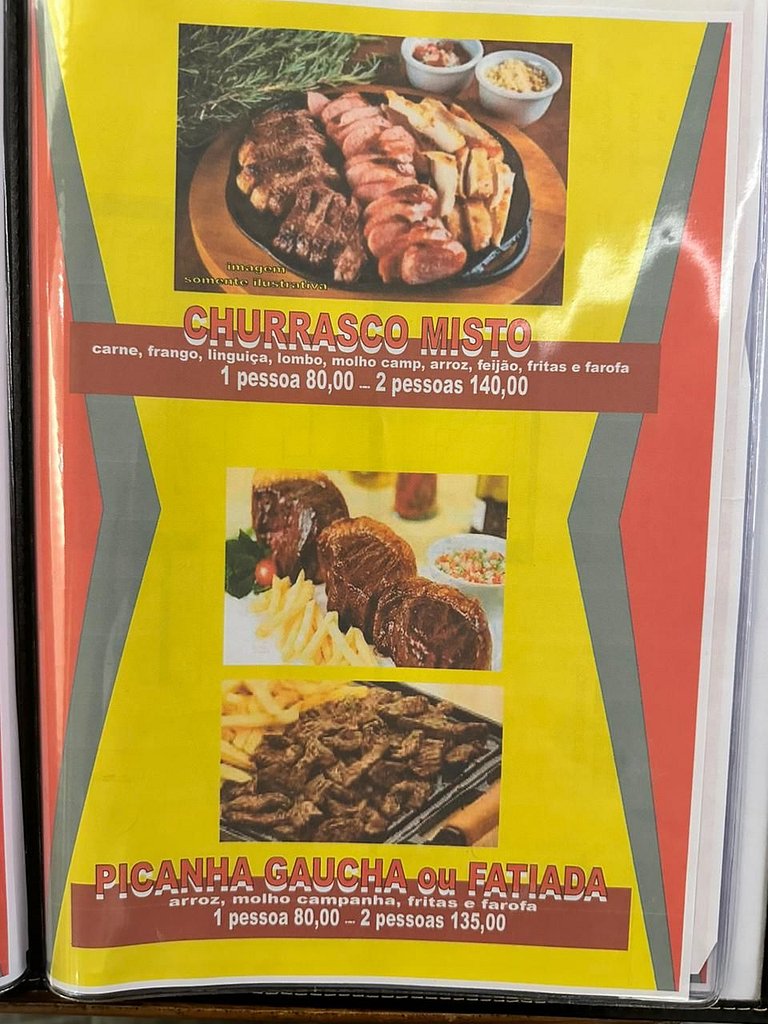 imagem
somente ilustrativa
CHURRASCO MISTO
carne, frango, linguiça, lombo, molho camp, arroz, feijão, fritas e farofa
1 pessoa 80,00 ... 2 pessoas 140,00
PICANHA GAUCHA ou FATIADA
arroz, molho campanha, fritas e farofa
1 pessoa 80,00 ... 2 pessoas 135,00